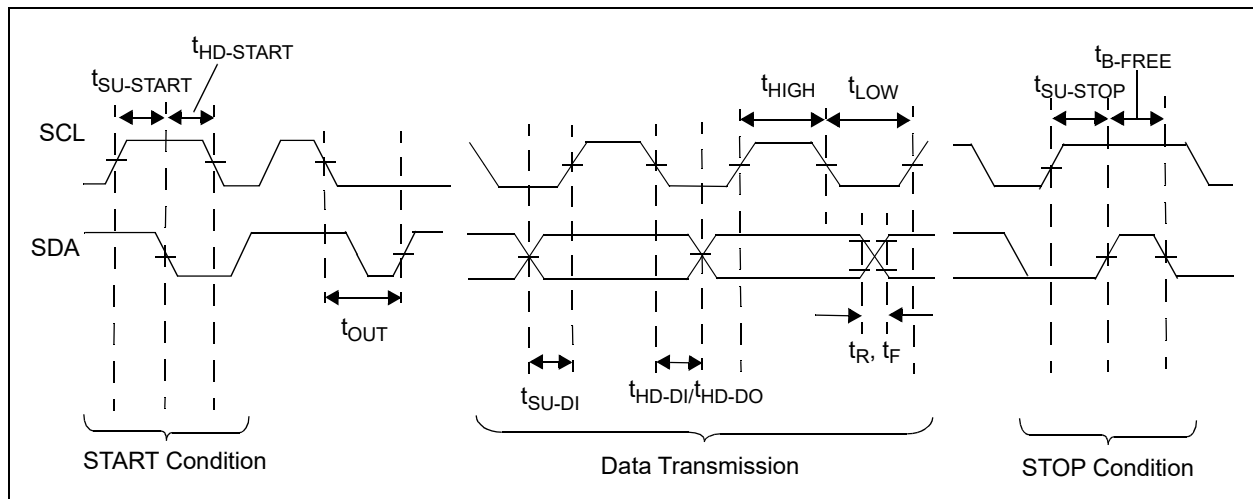 tHD-START
tSU-START
SCL
SDA
tOUT
tHIGH
tLOW
tSU-DI
tHD-DI/tHD-DO
tR, tF
tB-FREE
tSU-STOP
START Condition
Data Transmission
STOP Condition